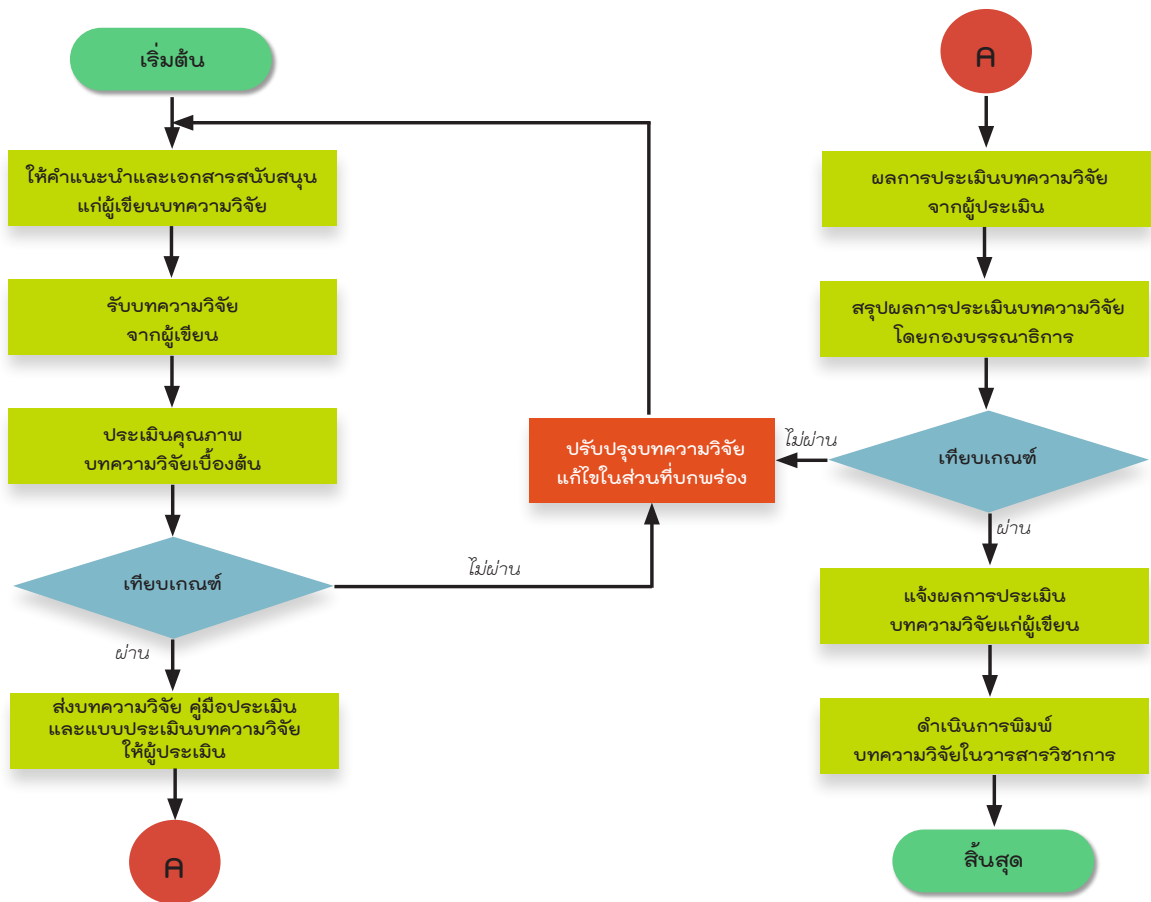 เริ่มต้น
ให้คำแนะนำและเอกสารสนับสนุน
แก่ผู้เขียนบทความวิจัย
รับบทความวิจัย
จากผู้เขียน
ประเมินคุณภาพ
บทความวิจัยเบื้องต้น
เทียบเกณฑ์
ไม่ผ่าน
ผ่าน
ส่งบทความวิจัย คู่มือประเมิน
และแบบประเมินบทความวิจัย
ให้ผู้ประเมิน
ค
ปรับปรุงบทความวิจัย
แก้ไขในส่วนที่บกพร่อง
ค
ผลการประเมินบทความวิจัย
จากผู้ประเมิน
สรุปผลการประเมินบทความวิจัย
โดยกองบรรณาธิการ
เทียบเกณฑ์
ไม่ผ่าน
ผ่าน
แจ้งผลการประเมิน
บทความวิจัยแก่ผู้เขียน
ดำเนินการพิมพ์
บทความวิจัยในวารสารวิชาการ
สิ้นสุด